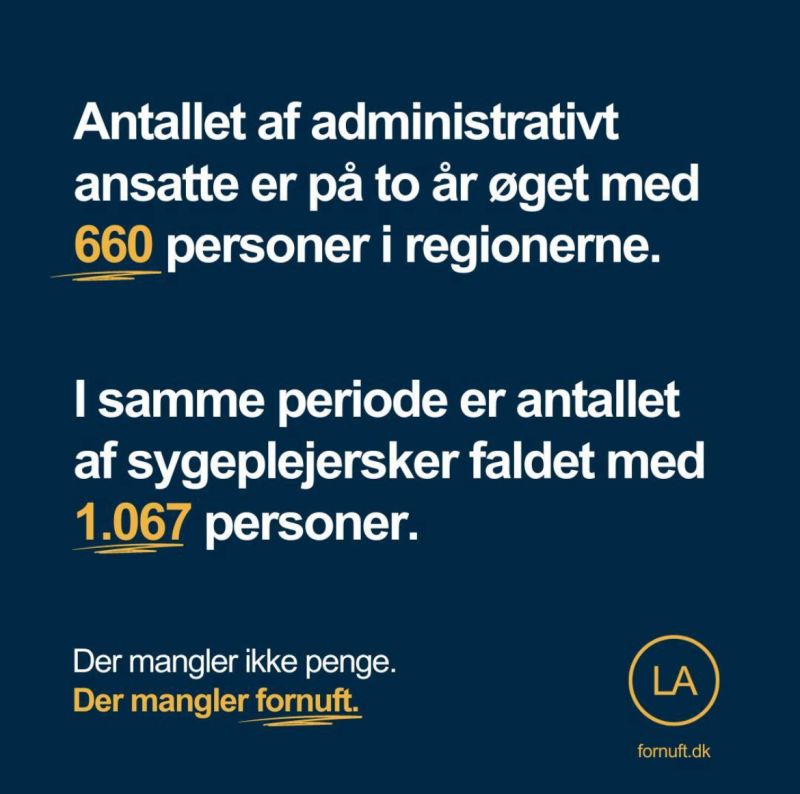 Antallet af administrativt
ansatte er på to år øget med
660 personer i regionerne.
I samme periode er antallet
af sygeplejersker faldet med
1.067 personer.
Der mangler ikke penge.
Der mangler fornuft.
LA
fornuft.dk